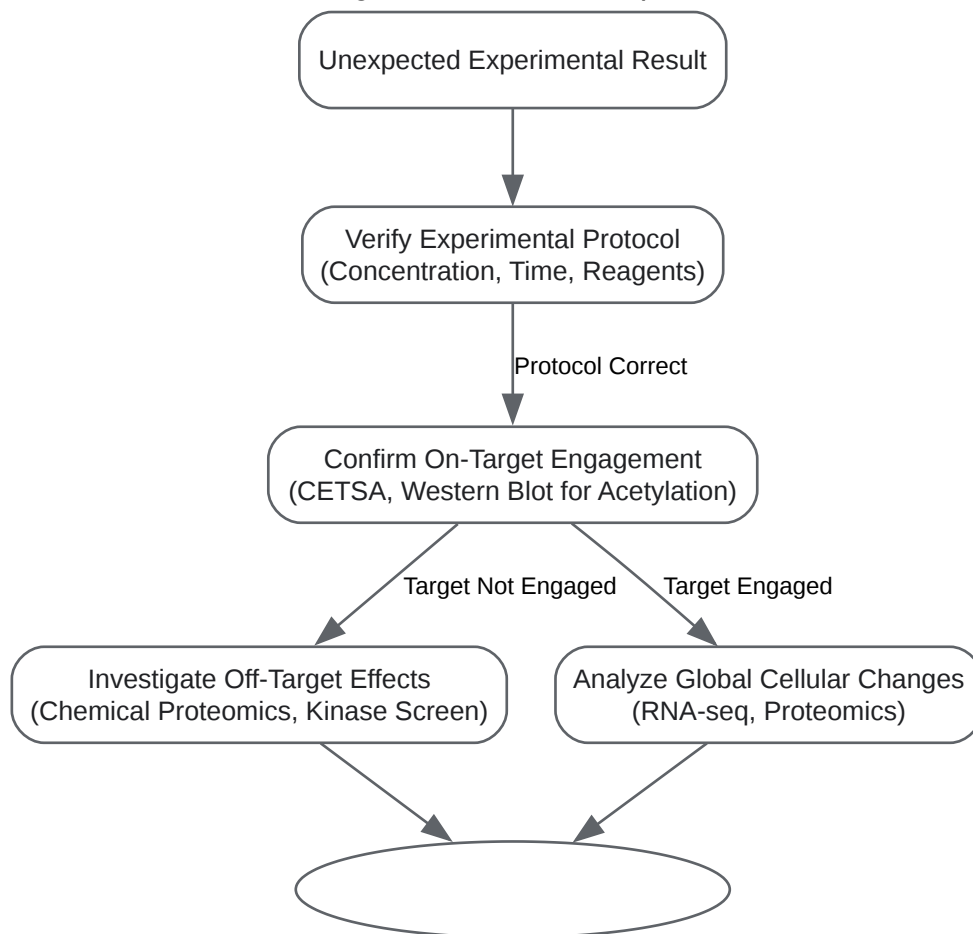 Unexpected Experimental Result
Verify Experimental Protocol
(Concentration, Time, Reagents)
Protocol Correct
Confirm On-Target Engagement
(CETSA, Western Blot for Acetylation)
Target Not Engaged
Target Engaged
Investigate Off-Target Effects
(Chemical Proteomics, Kinase Screen)
Analyze Global Cellular Changes
(RNA-seq, Proteomics)